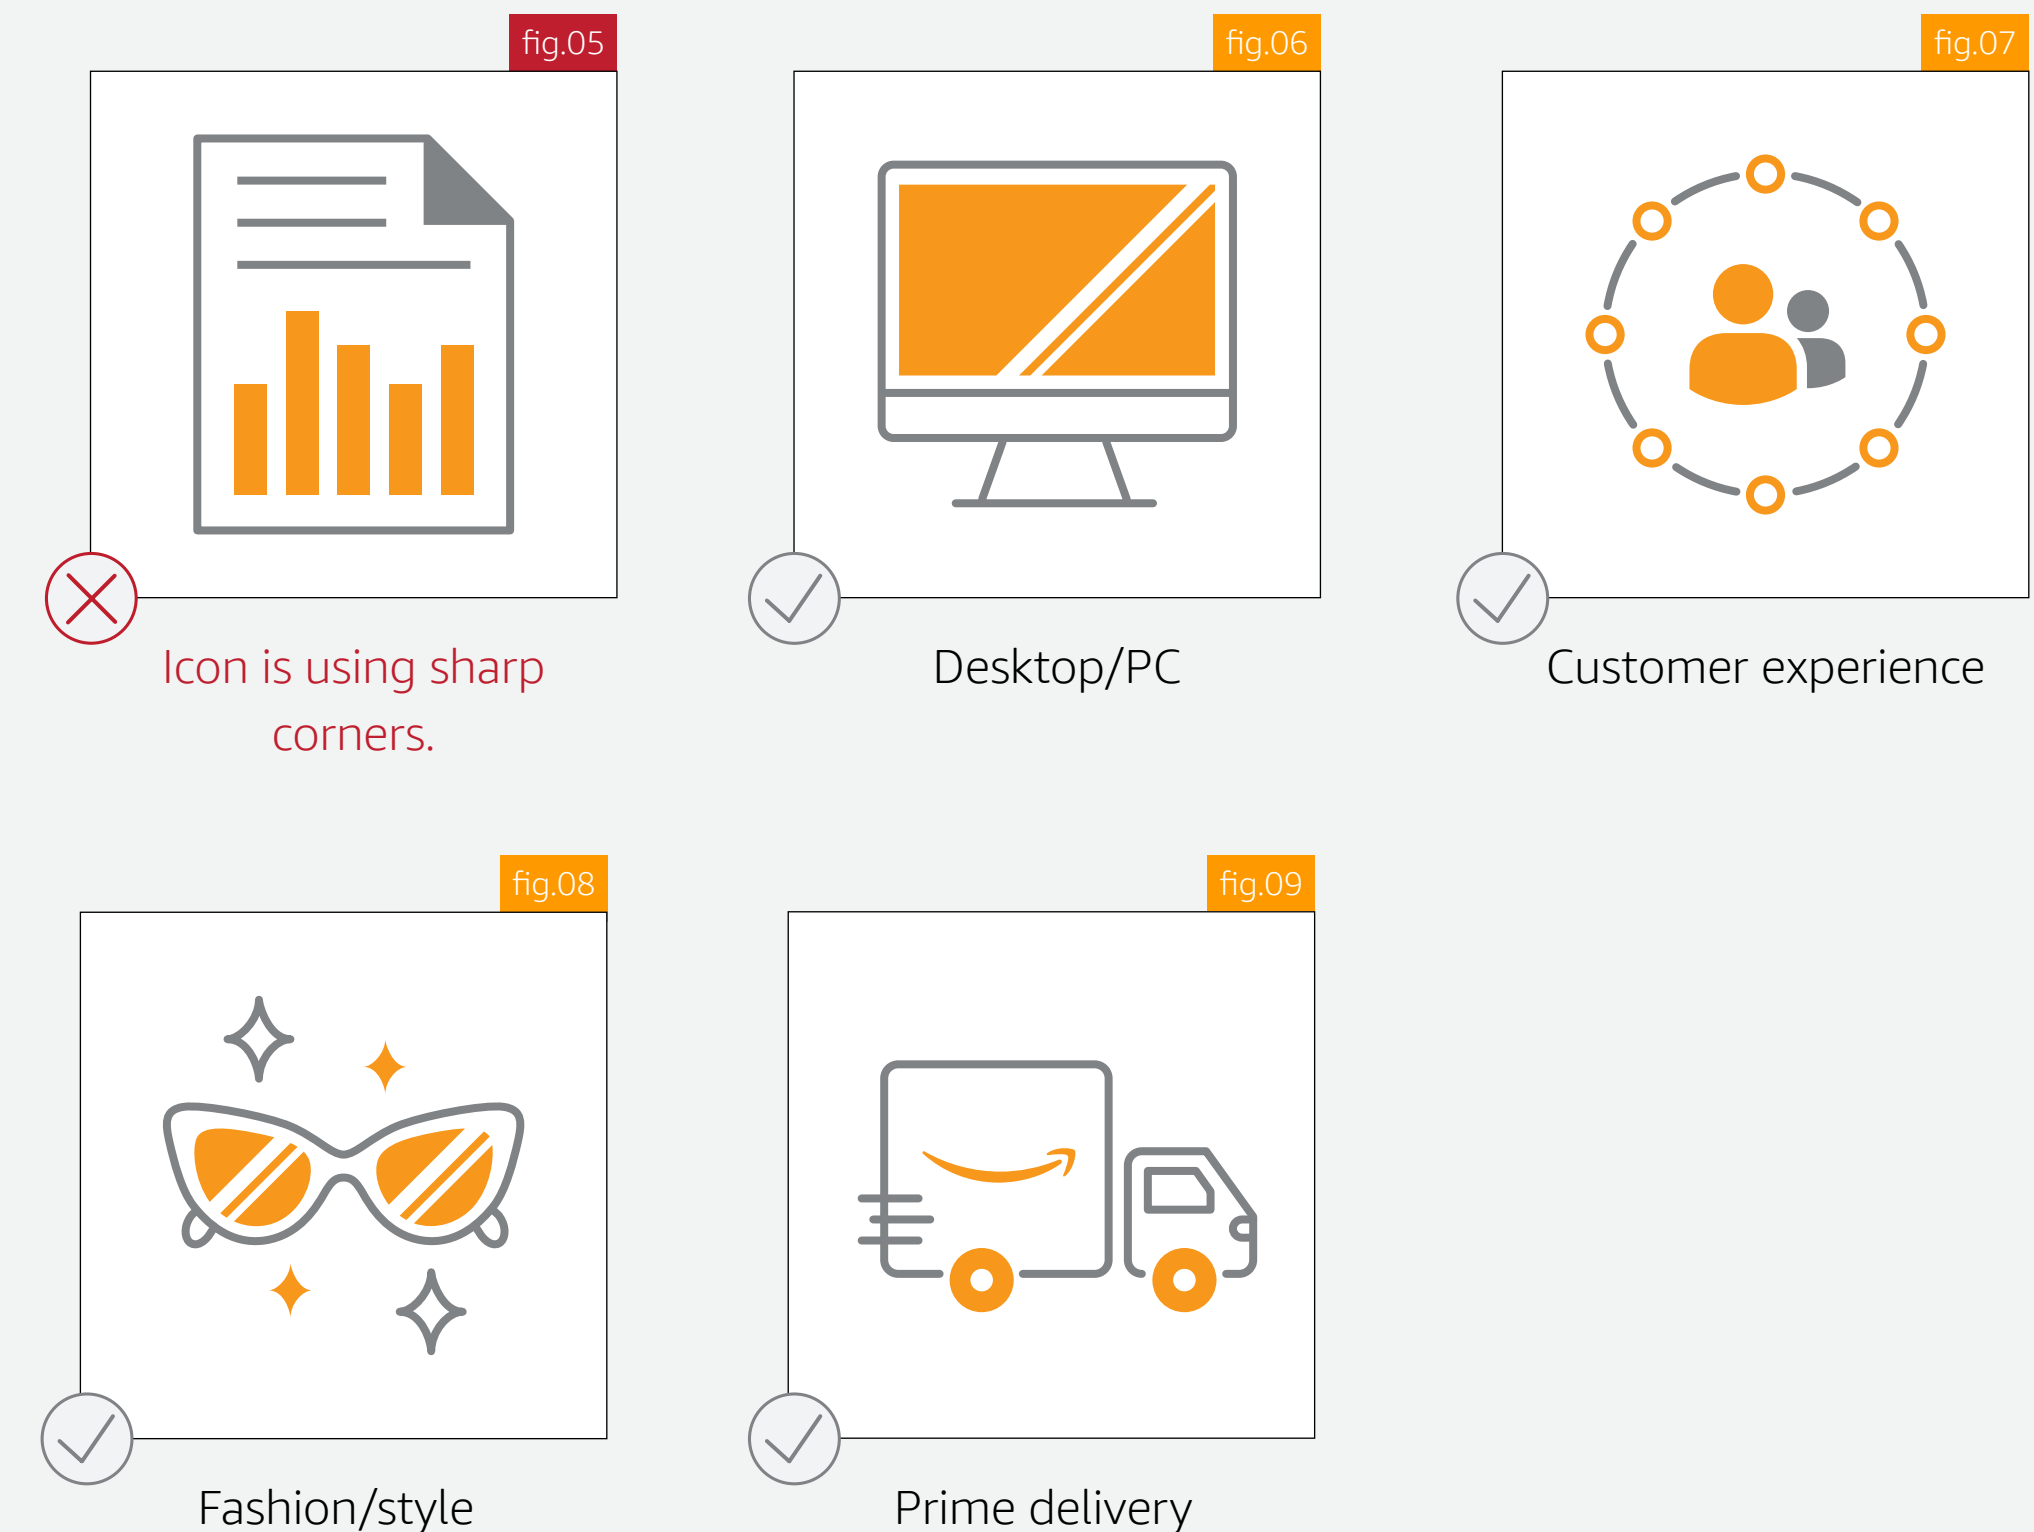 fig.05
fig.06
fig.07
Icon is using sharp
corners.
Desktop/PC
Customer experience
fig.08
fig.09
Fashion/style
Prime delivery